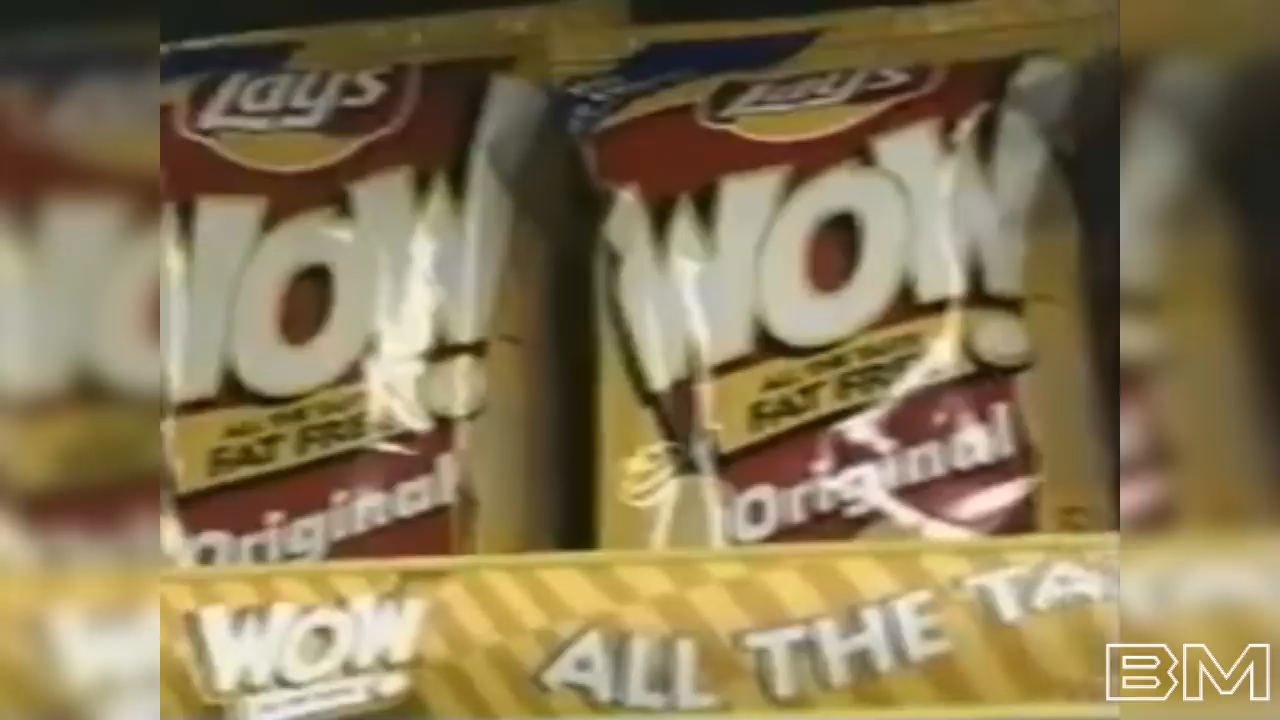 Lay's
WOW!
FAT FREE
Original
Lay's
WOW!
FAT FREE
Original
WOW
ALL THE TA
BM